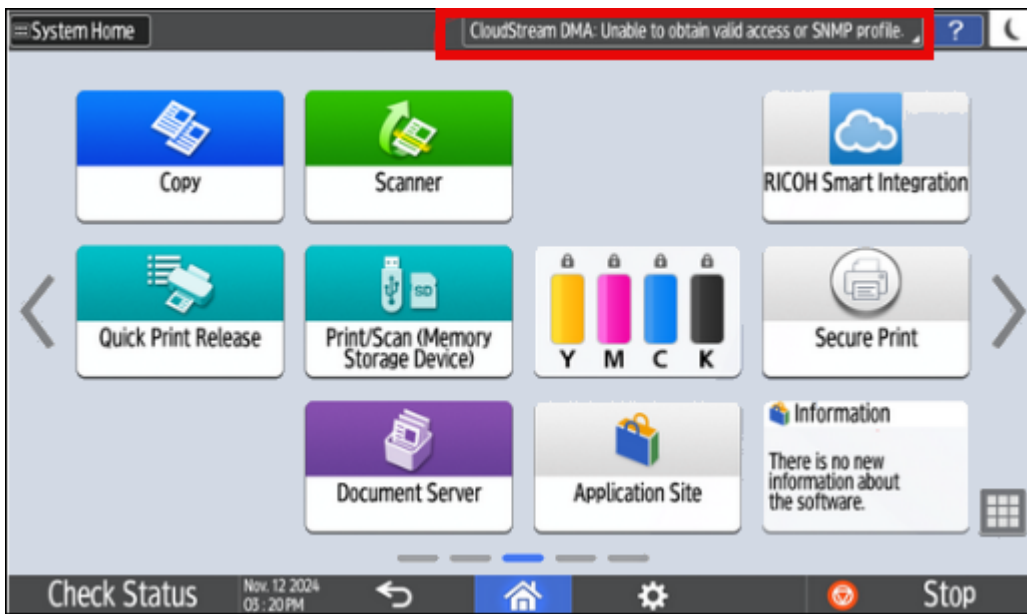 System Home
CloudStream DMA: Unable to obtain valid access or SNMP profile.
?
Copy
Scanner
RICOH Smart Integration
Quick Print Release
SD
Print/Scan (Memory
Storage Device)
Y M C K
Secure Print
Document Server
Application Site
Information
There is no new
information about
the software.
Check Status
Nov. 12 2024
03 : 20 PM
Stop